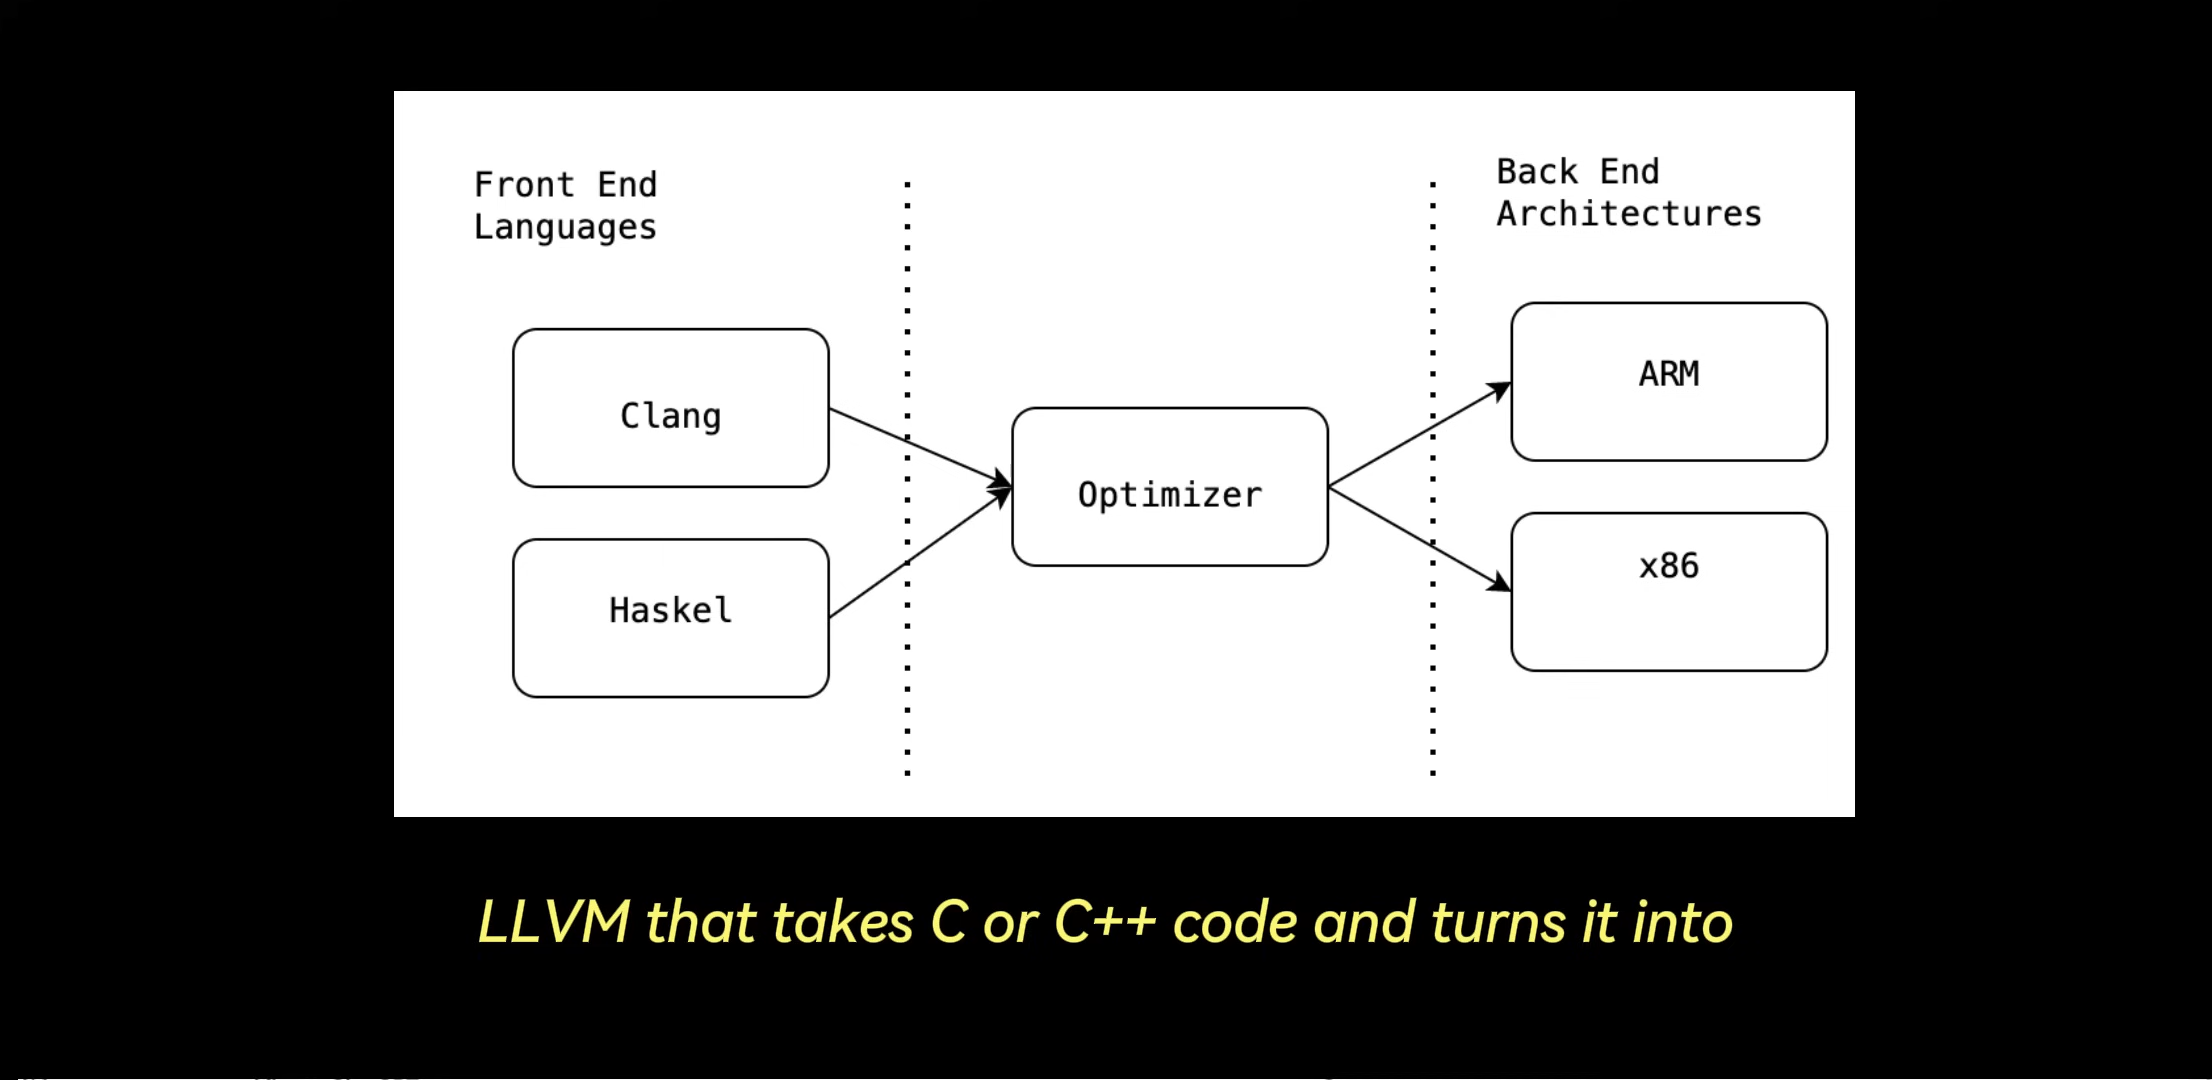 Front End
Languages
Back End
Architectures
Clang
Haskel
Optimizer
ARM
x86
LLVM that takes C or C++ code and turns it into